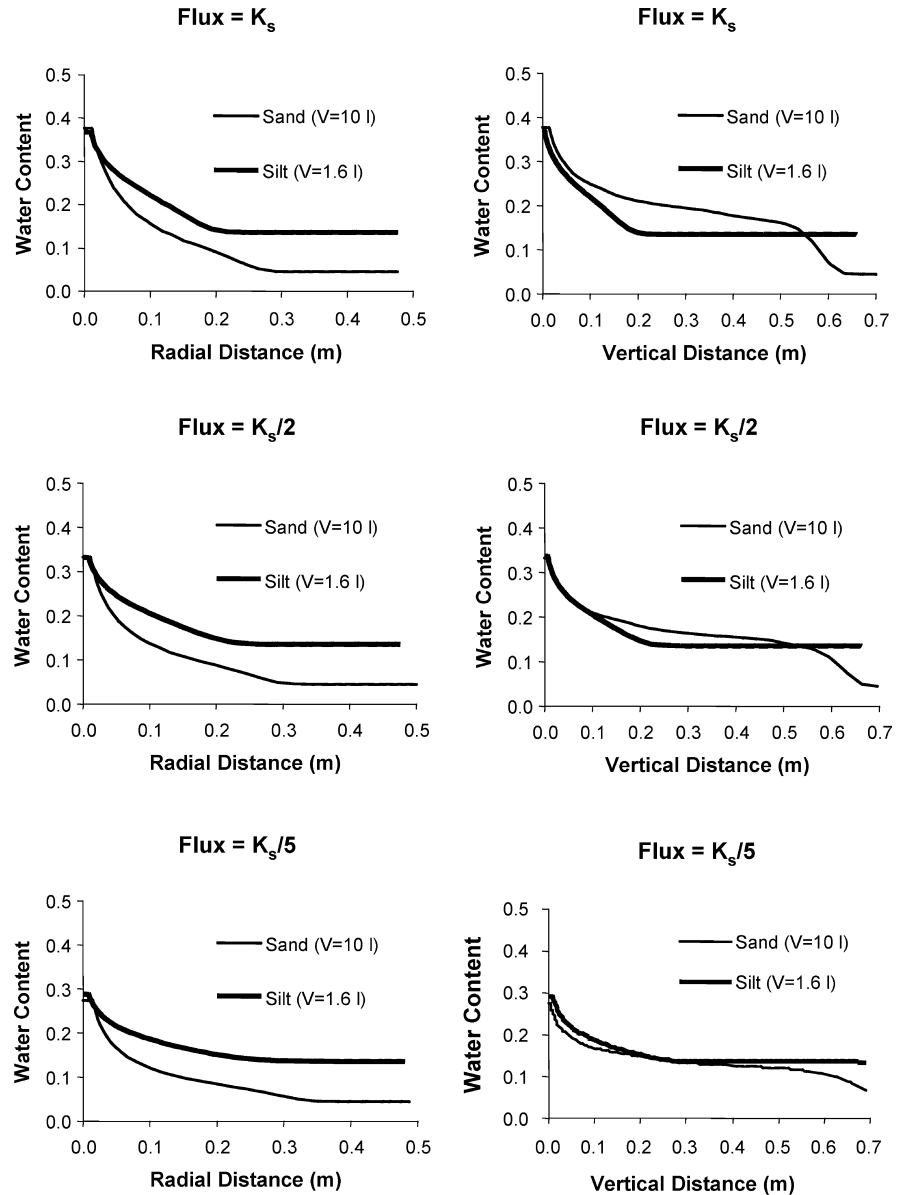 Flux = Ks
Water Content
0.5
0.4
0.3
0.2
0.1
0.0
Sand (V=10 l)
Silt (V=1.6 l)
0.0 0.1 0.2 0.3 0.4 0.5
Radial Distance (m)
Flux = Ks
Water Content
0.5
0.4
0.3
0.2
0.1
0.0
Sand (V=10 l)
Silt (V=1.6 l)
0.0 0.1 0.2 0.3 0.4 0.5 0.6 0.7
Vertical Distance (m)
Flux = Ks/2
Water Content
0.5
0.4
0.3
0.2
0.1
0.0
Sand (V=10 l)
Silt (V=1.6 l)
0.0 0.1 0.2 0.3 0.4 0.5
Radial Distance (m)
Flux = Ks/2
Water Content
0.5
0.4
0.3
0.2
0.1
0.0
Sand (V=10 l)
Silt (V=1.6 l)
0.0 0.1 0.2 0.3 0.4 0.5 0.6 0.7
Vertical Distance (m)
Flux = Ks/5
Water Content
0.5
0.4
0.3
0.2
0.1
0.0
Sand (V=10 l)
Silt (V=1.6 l)
0.0 0.1 0.2 0.3 0.4 0.5
Radial Distance (m)
Flux = Ks/5
Water Content
0.5
0.4
0.3
0.2
0.1
0.0
Sand (V=10 l)
Silt (V=1.6 l)
0.0 0.1 0.2 0.3 0.4 0.5 0.6 0.7
Vertical Distance (m)